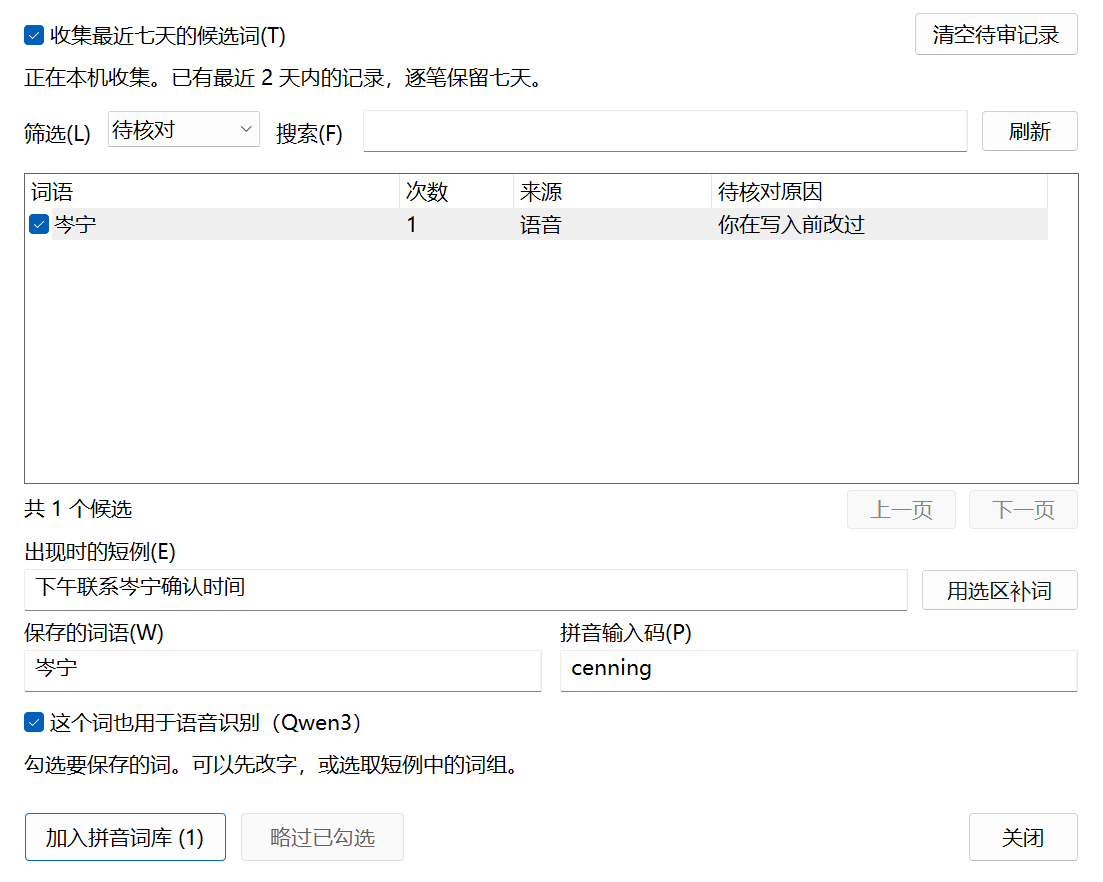 收集最近七天的候选词(T)
清空待审记录
正在本机收集。已有最近 2 天内的记录，逐笔保留七天。
筛选(L) 待核对 搜索(F) 刷新
词语 次数 来源 待核对原因
岑宁 1 语音 你在写入前改过
共 1 个候选 上一页 下一页
出现时的短例(E)
下午联系岑宁确认时间 用选区补词
保存的词语(W) 拼音输入码(P)
岑宁 cenning
这个词也用于语音识别（Qwen3）
勾选要保存的词。可以先改字，或选取短例中的词组。
加入拼音词库 (1) 略过已勾选 关闭